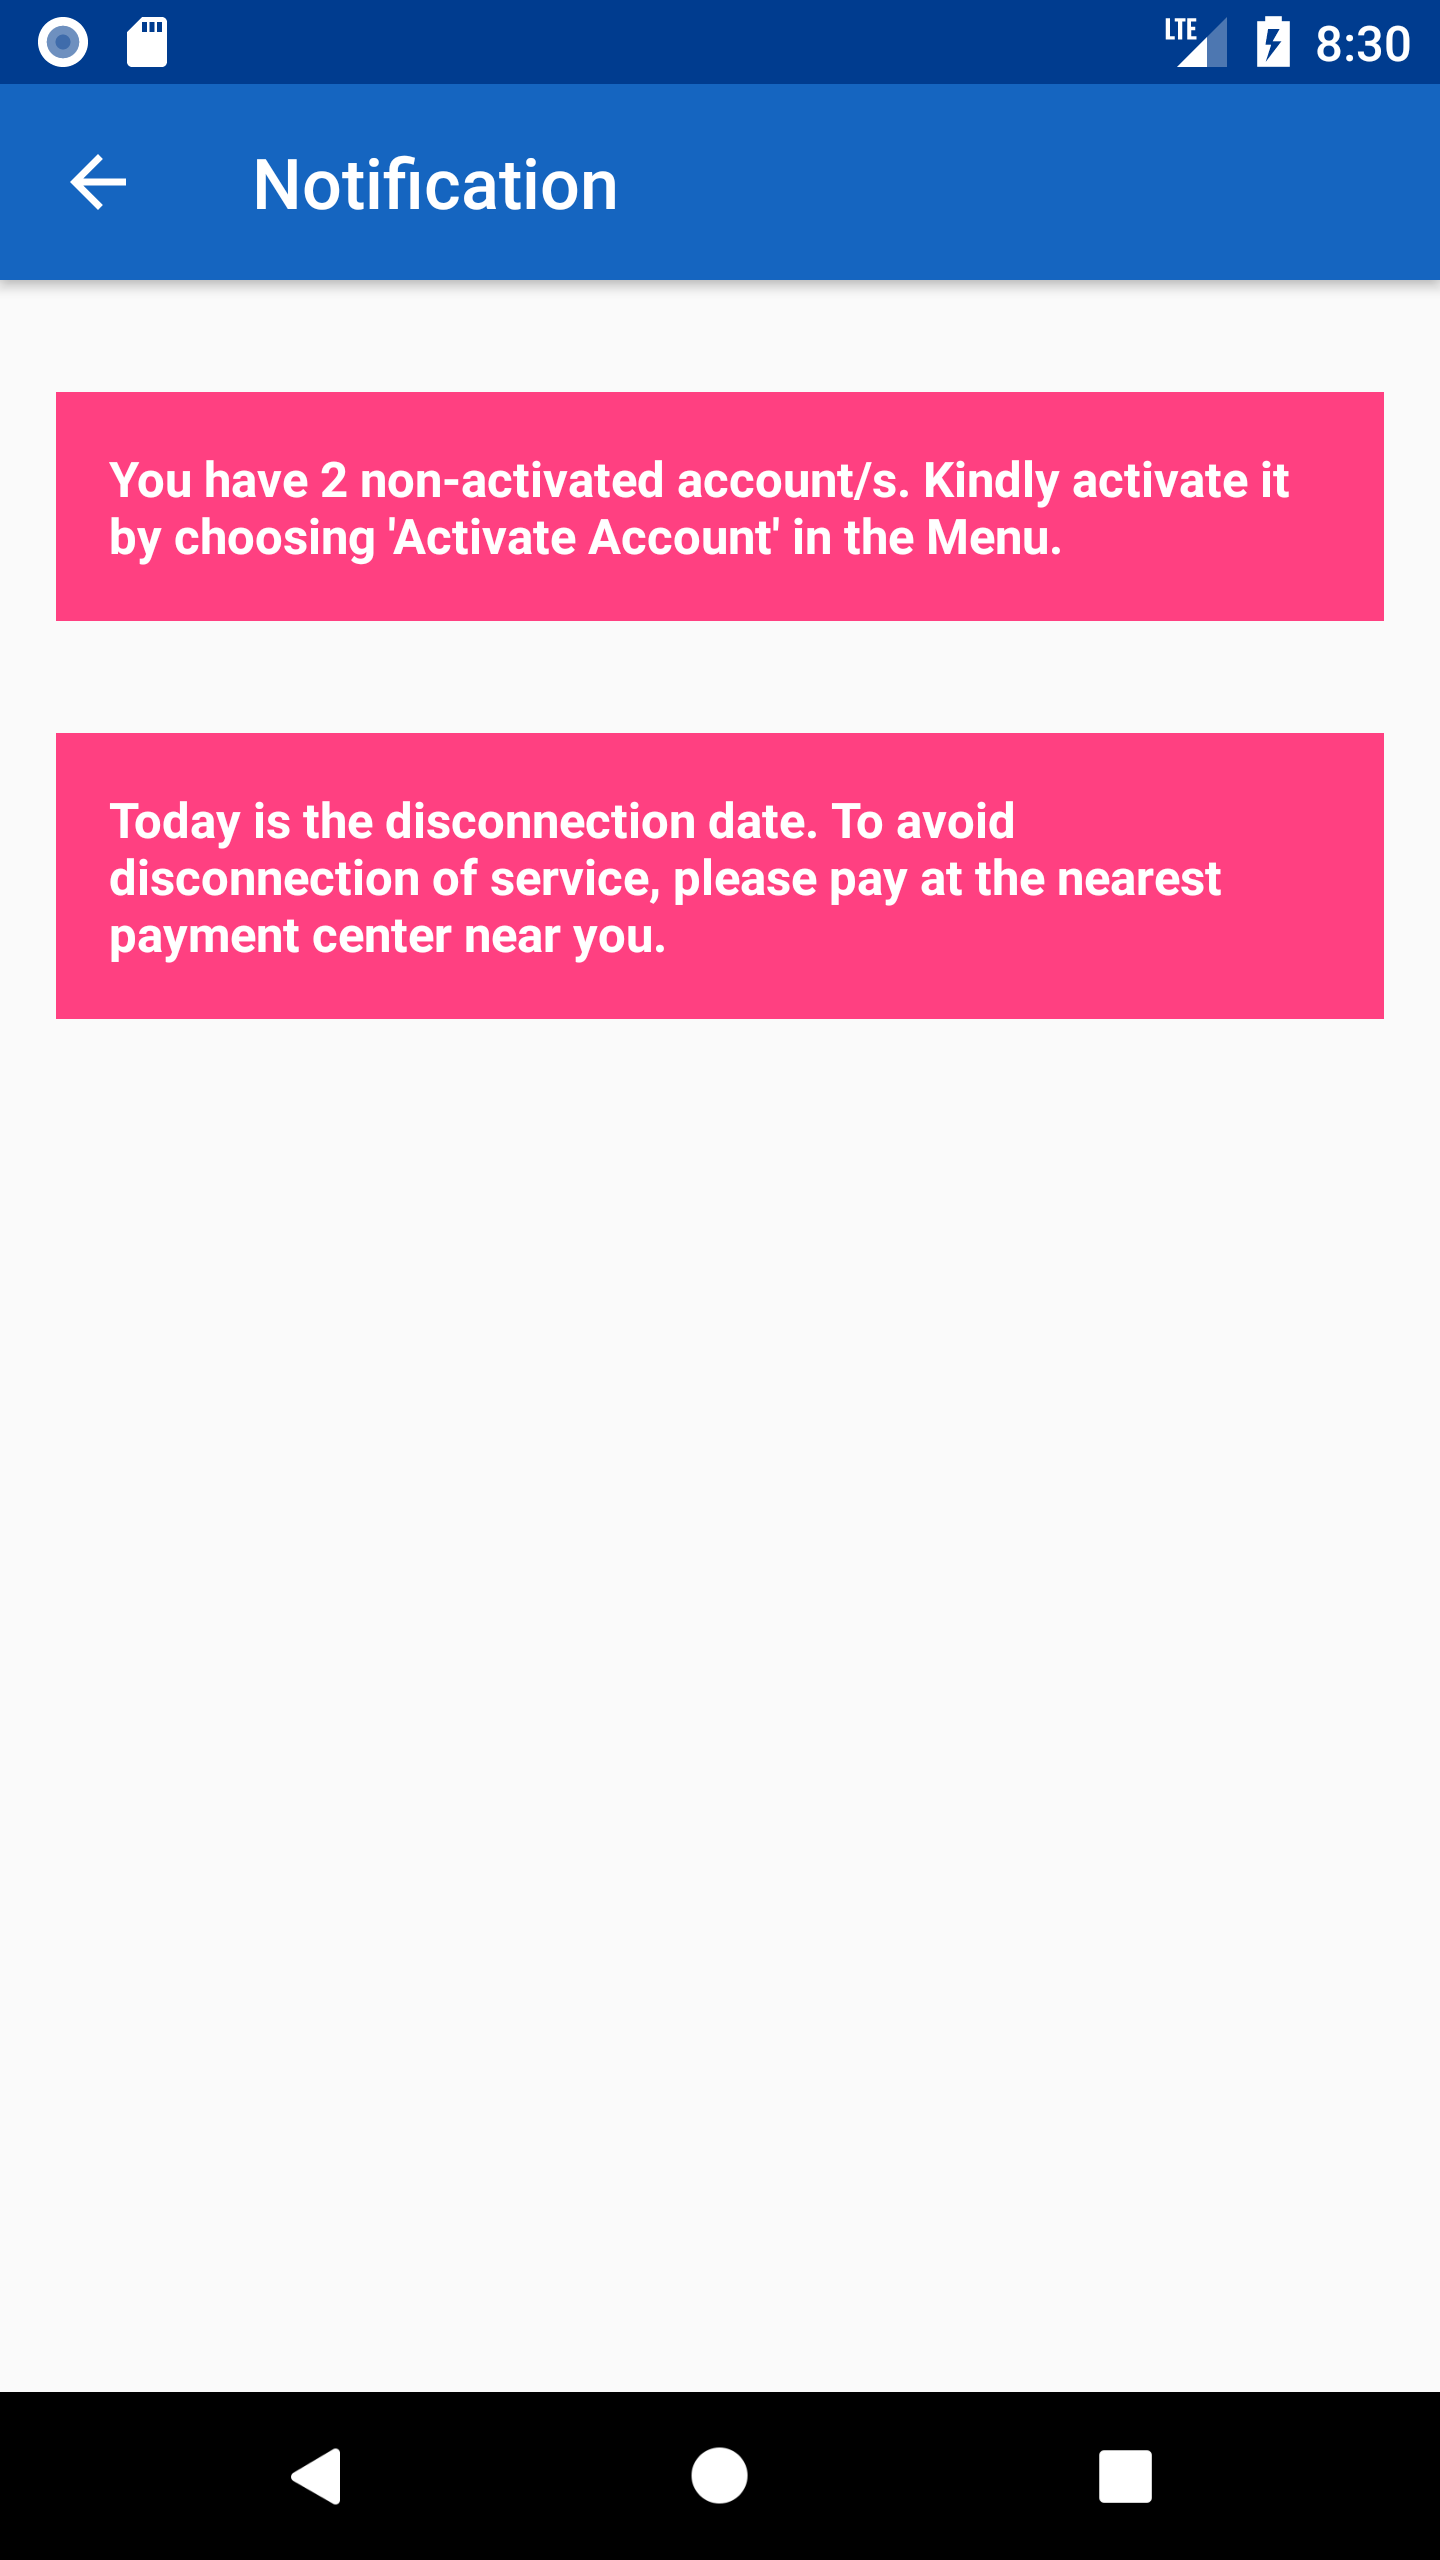 LTE 8:30
Notification
You have 2 non-activated account/s. Kindly activate it
by choosing 'Activate Account' in the Menu.
Today is the disconnection date. To avoid
disconnection of service, please pay at the nearest
payment center near you.